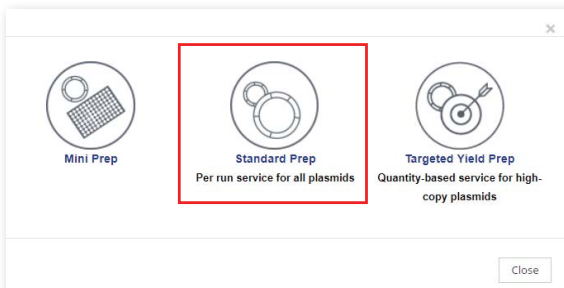 ×
Mini Prep
Standard Prep
Per run service for all plasmids
Targeted Yield Prep
Quantity-based service for high-
copy plasmids
Close